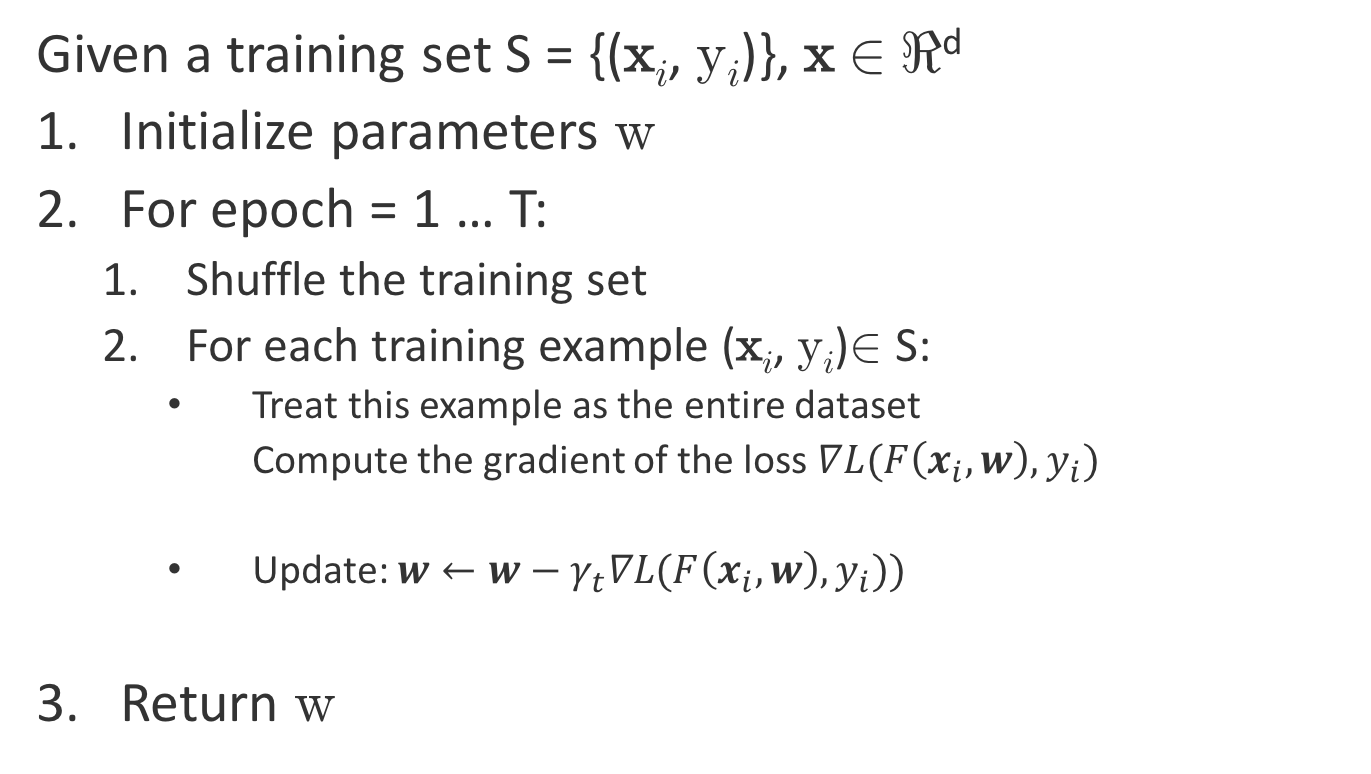 Given a training set S = {(𝐱ᵢ, yᵢ)}, 𝐱 ∈ ℜᵈ
1. Initialize parameters w
2. For epoch = 1 … T:
1. Shuffle the training set
2. For each training example (𝐱ᵢ, yᵢ)∈ S:
• Treat this example as the entire dataset
Compute the gradient of the loss ∇L(F(𝒙ᵢ, 𝒘), yᵢ)
• Update: 𝒘 ← 𝒘 − γₜ∇L(F(𝒙ᵢ, 𝒘), yᵢ))
3. Return w